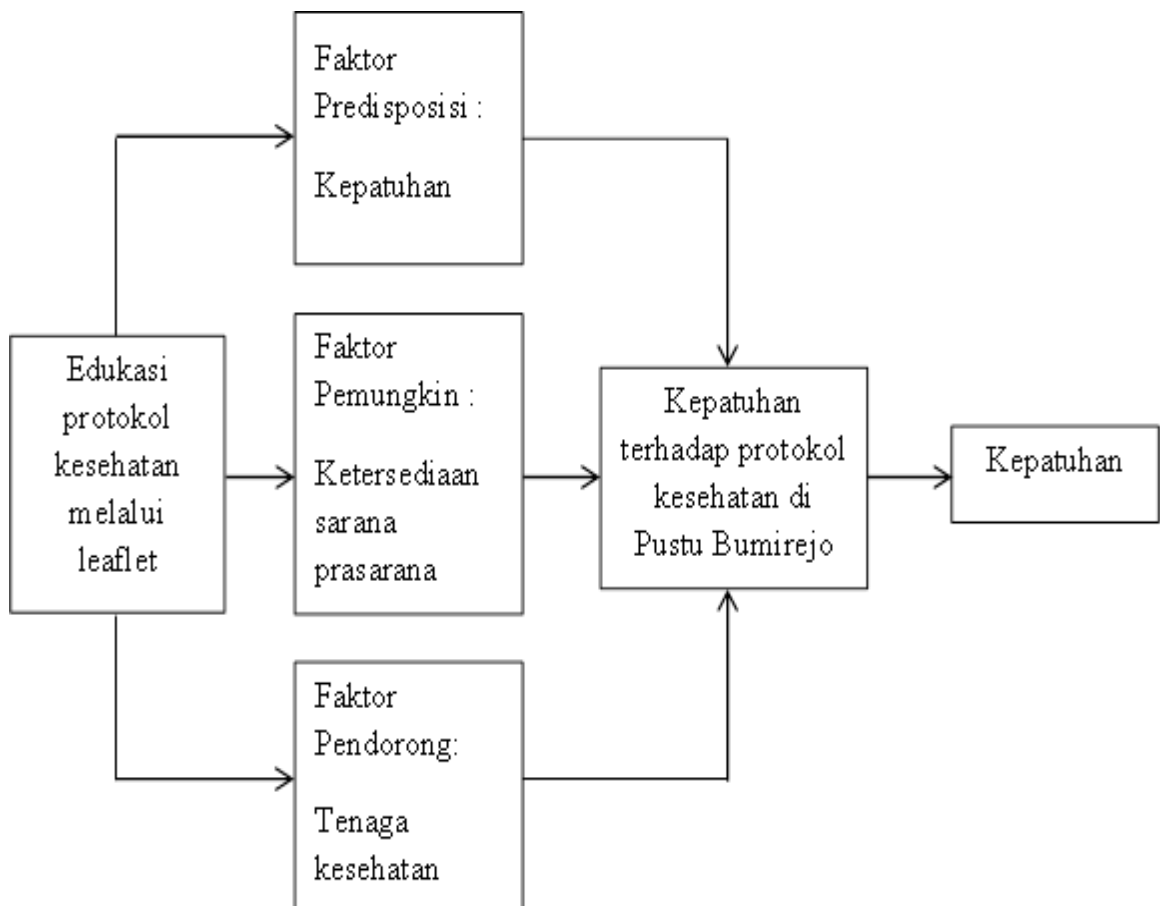 Faktor
Predisposisi :
Kepatuhan
Edukasi
protokol
kesehatan
melalui
leaflet
Faktor
Pemungkin :
Ketersediaan
sarana
prasarana
Faktor
Pendorong:
Tenaga
kesehatan
Kepatuhan
terhadap protokol
kesehatan di
Pustu Bumirejo
Kepatuhan